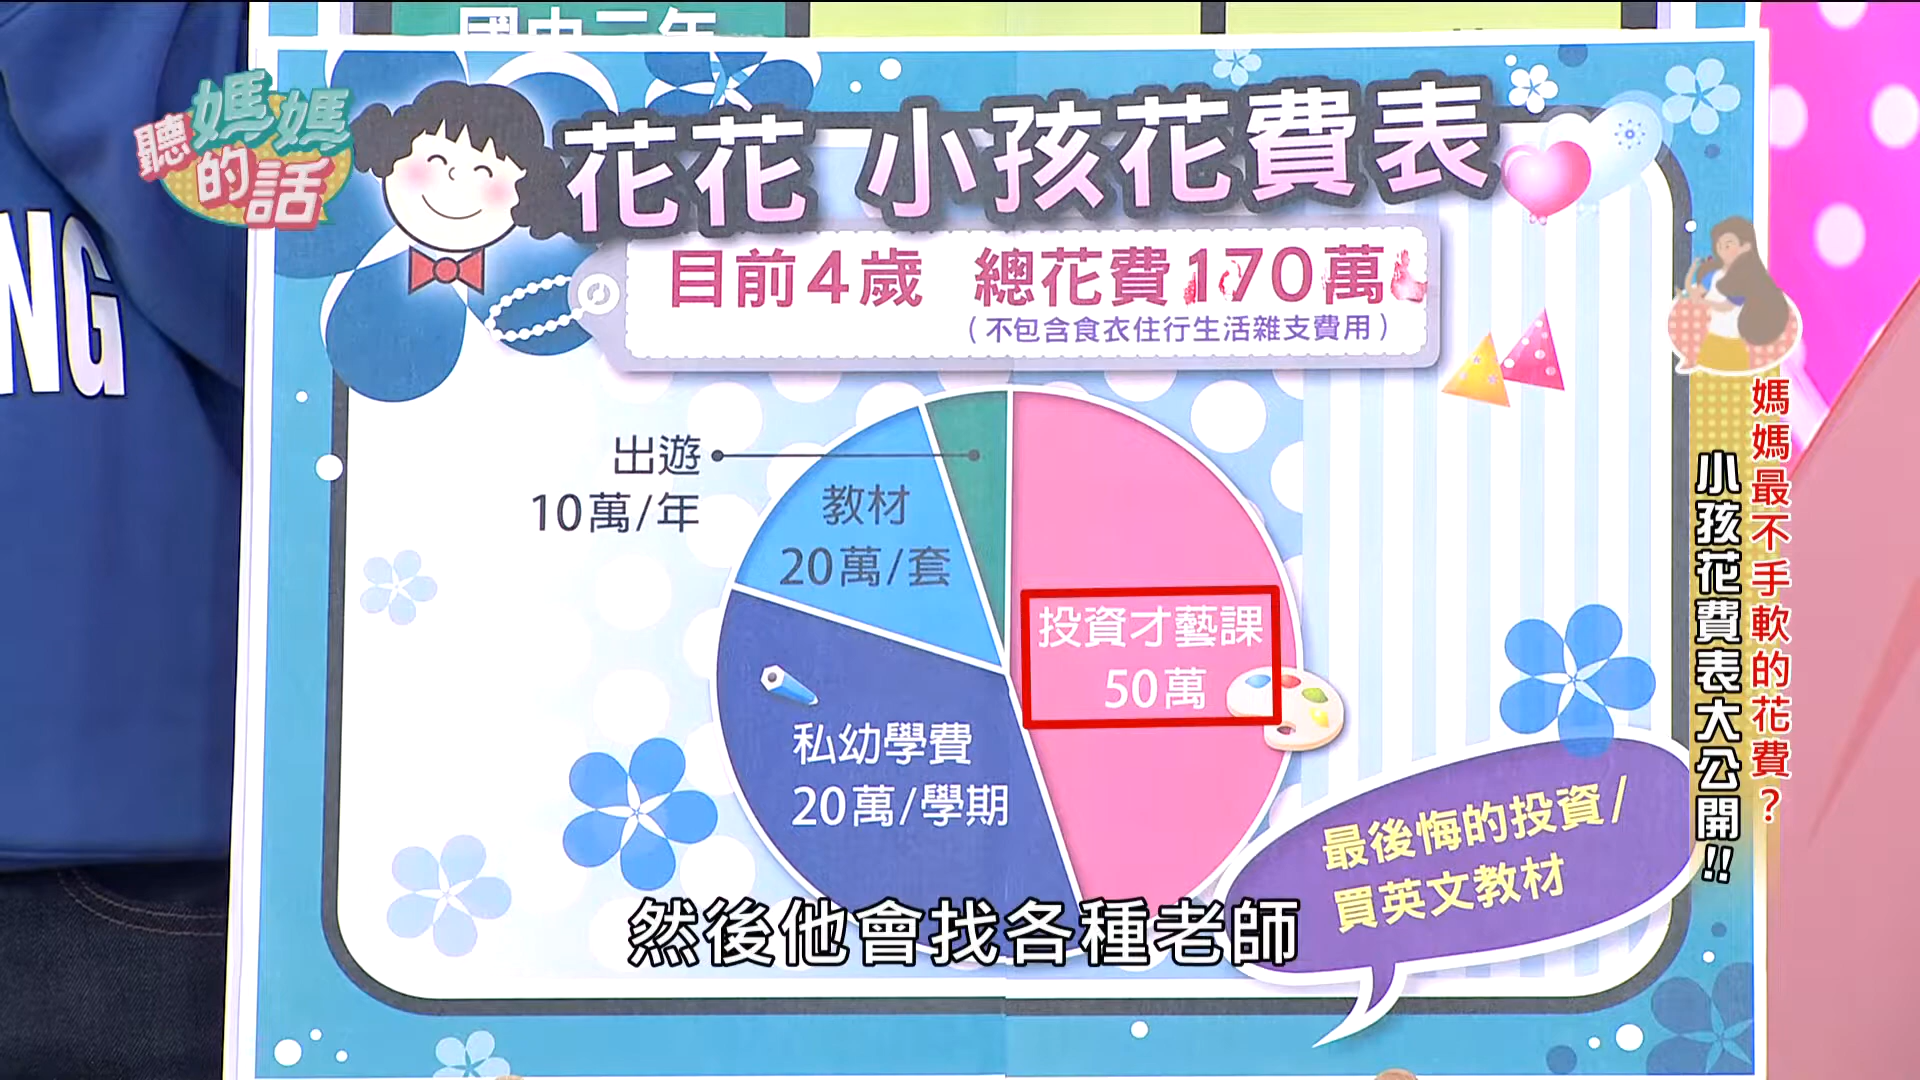 國中三年
聽媽媽
的話
花花 小孩花費表
目前4歲 總花費170萬
(不包含食衣住行生活雜支費用)
出遊
10萬/年
教材
20萬/套
投資才藝課
50萬
私幼學費
20萬/學期
最後悔的投資/
買英文教材
媽媽最不手軟的花費？
小孩花費表大公開!!
然後他會找各種老師
NG